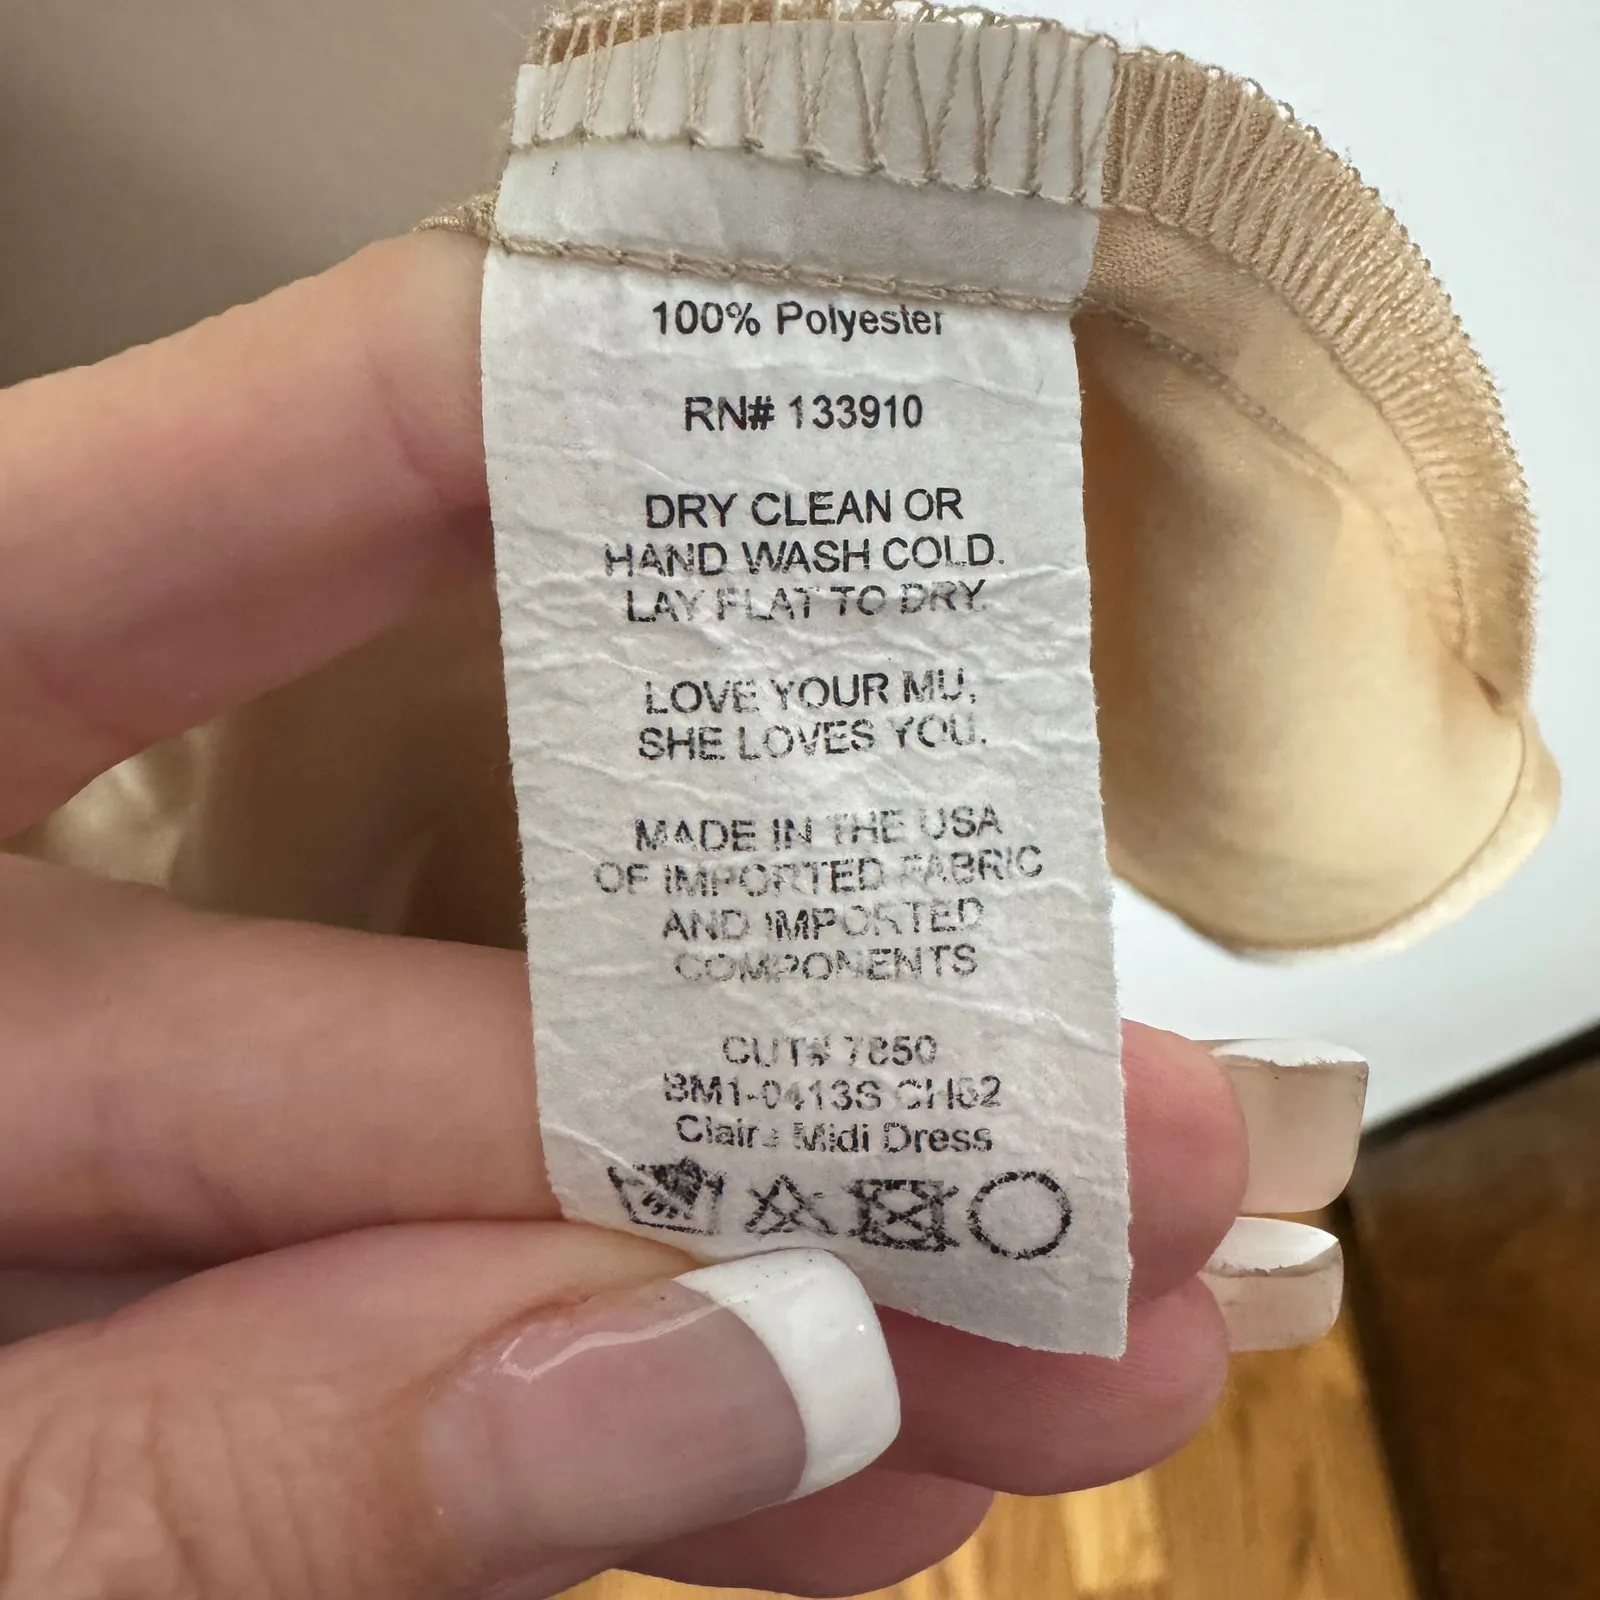 100% Polyester
RN# 133910
DRY CLEAN OR
HAND WASH COLD.
LAY FLAT TO DRY.
LOVE YOUR MU,
SHE LOVES YOU.
MADE IN THE USA
OF IMPORTED FABRIC
AND IMPORTED
COMPONENTS
CUT# 7850
BM1-0413S CH52
Claire Midi Dress